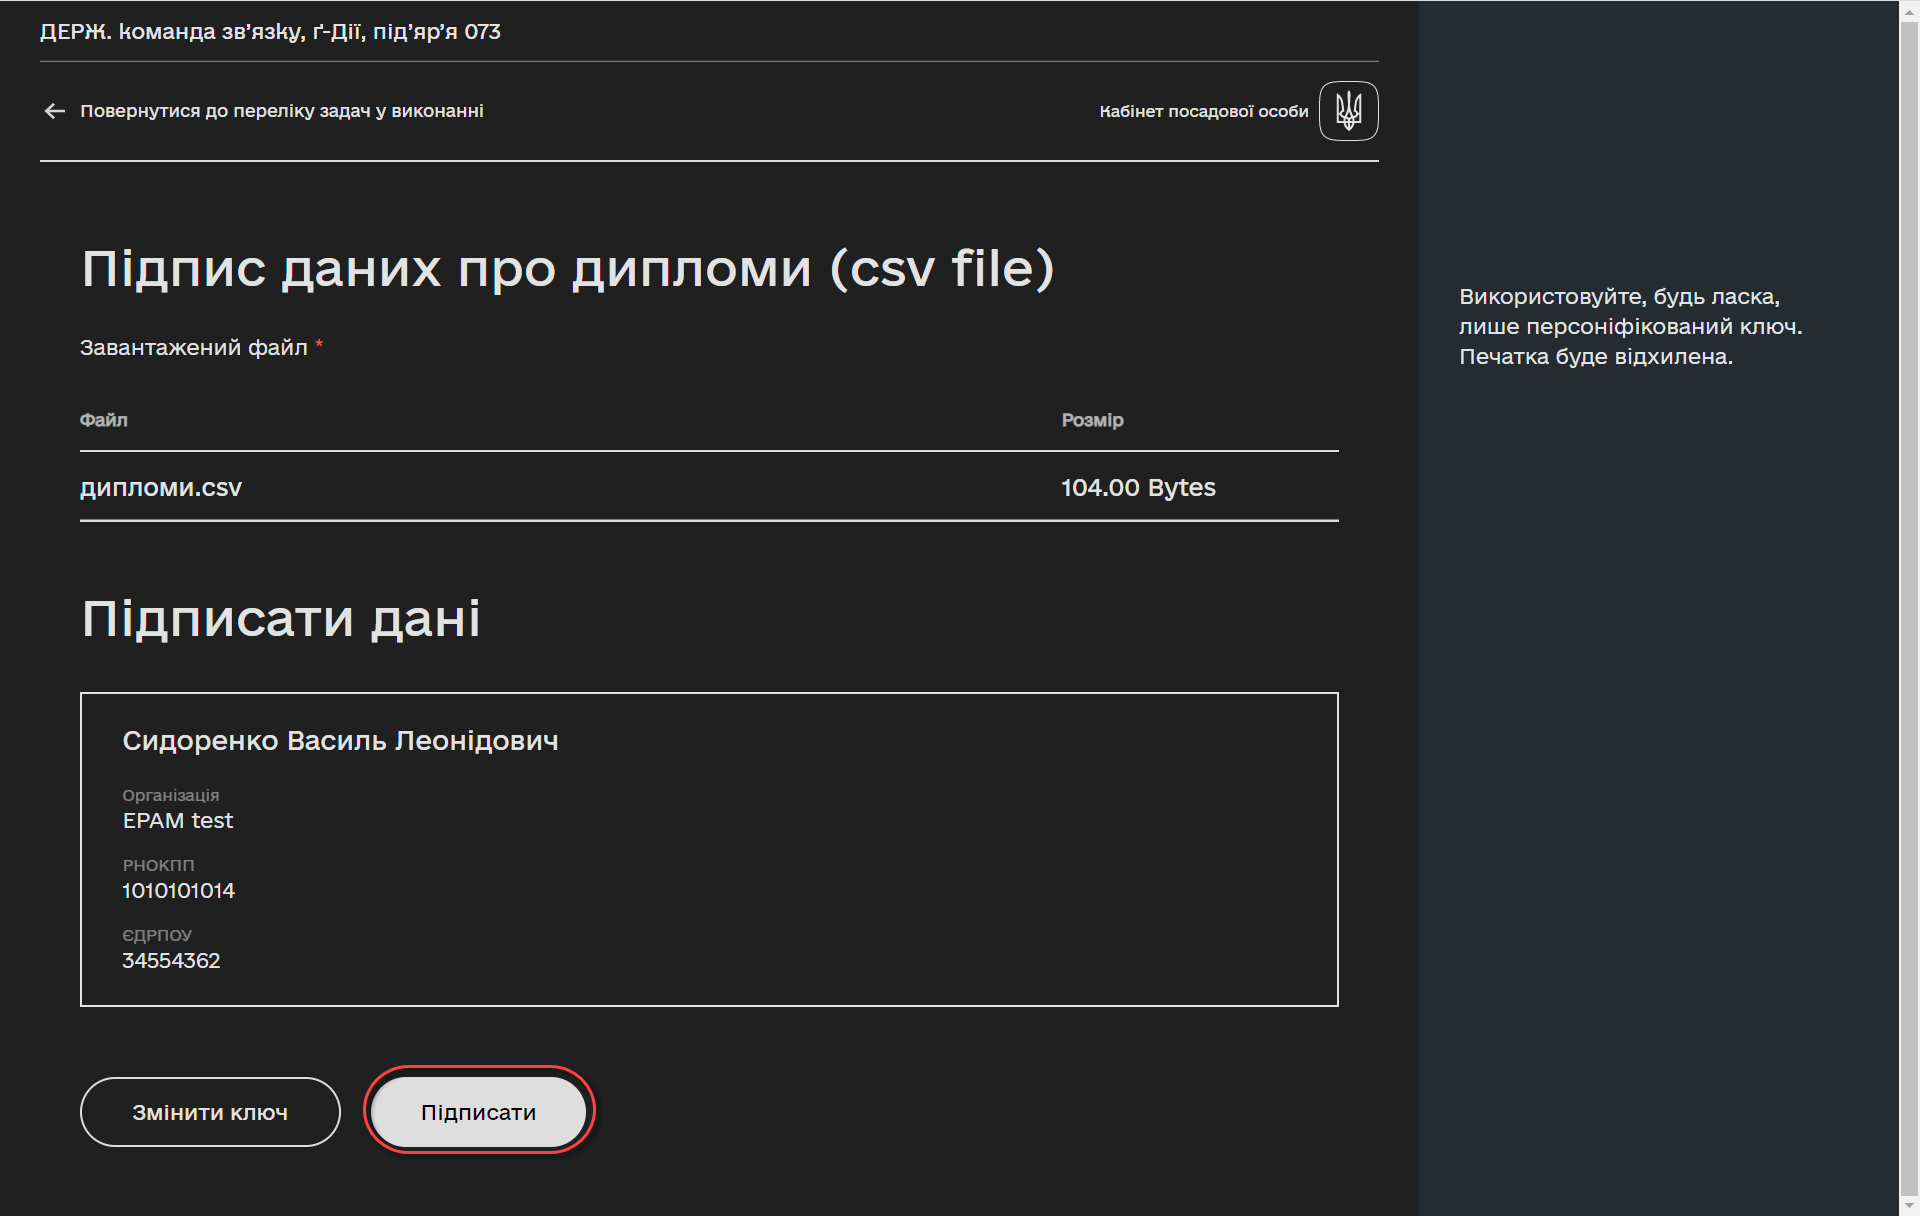 ДЕРЖ. команда зв’язку, ґ-Дії, під’яр’я 073
Повернутися до переліку задач у виконанні
Кабінет посадової особи
Підпис даних про дипломи (csv file)
Завантажений файл *
Файл Розмір
дипломи.csv 104.00 Bytes
Підписати дані
Сидоренко Василь Леонідович
Організація
EPAM test
РНОКПП
1010101014
ЄДРПОУ
34554362
Змінити ключ
Підписати
Використовуйте, будь ласка,
лише персоніфікований ключ.
Печатка буде відхилена.